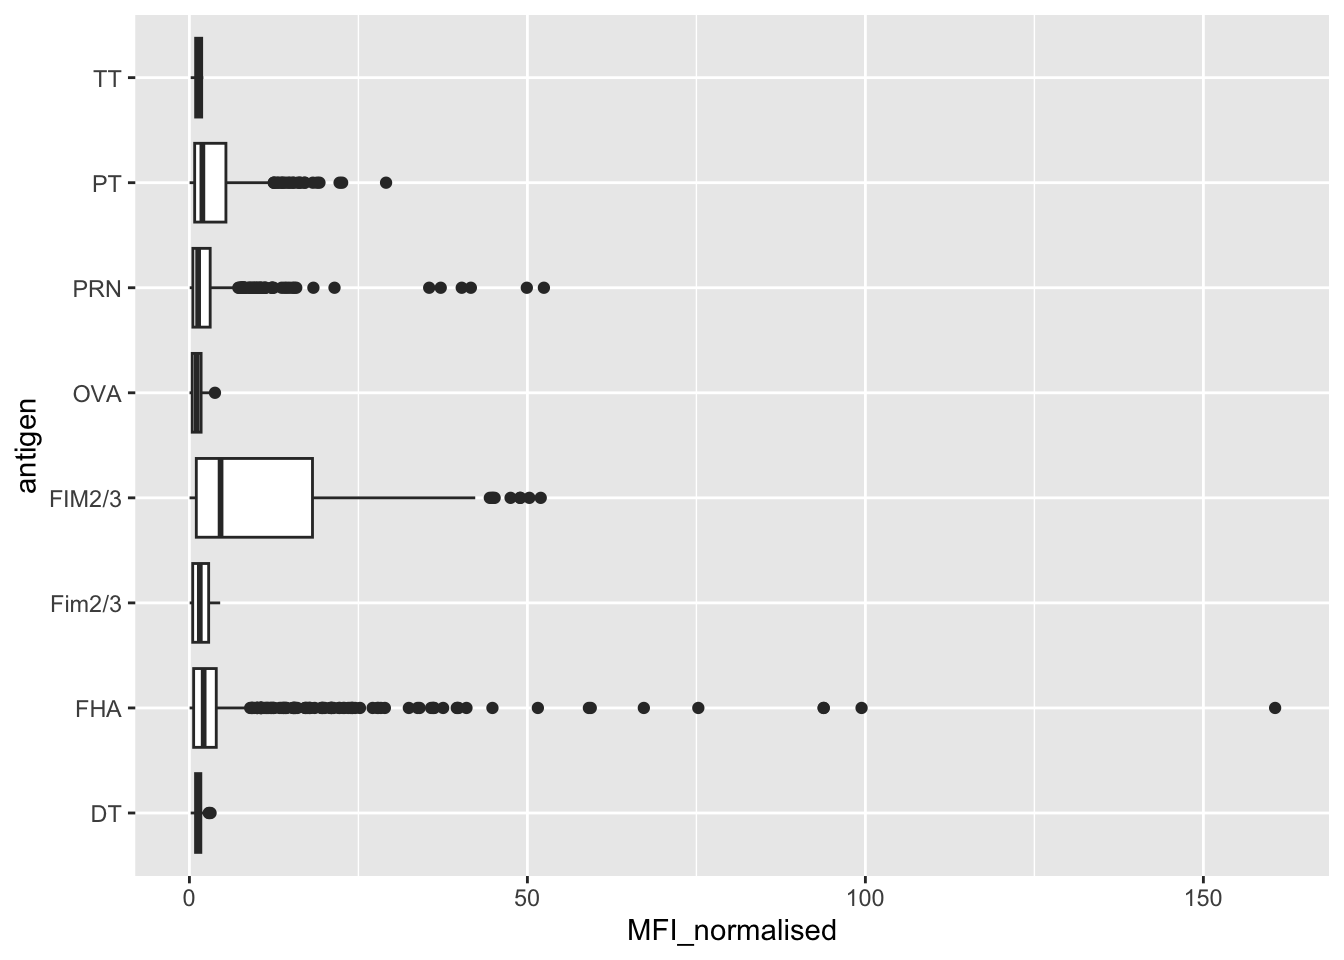 TT
PT
PRN
OVA
FIM2/3
Fim2/3
FHA
DT
antigen
0 50 100 150
MFI_normalised